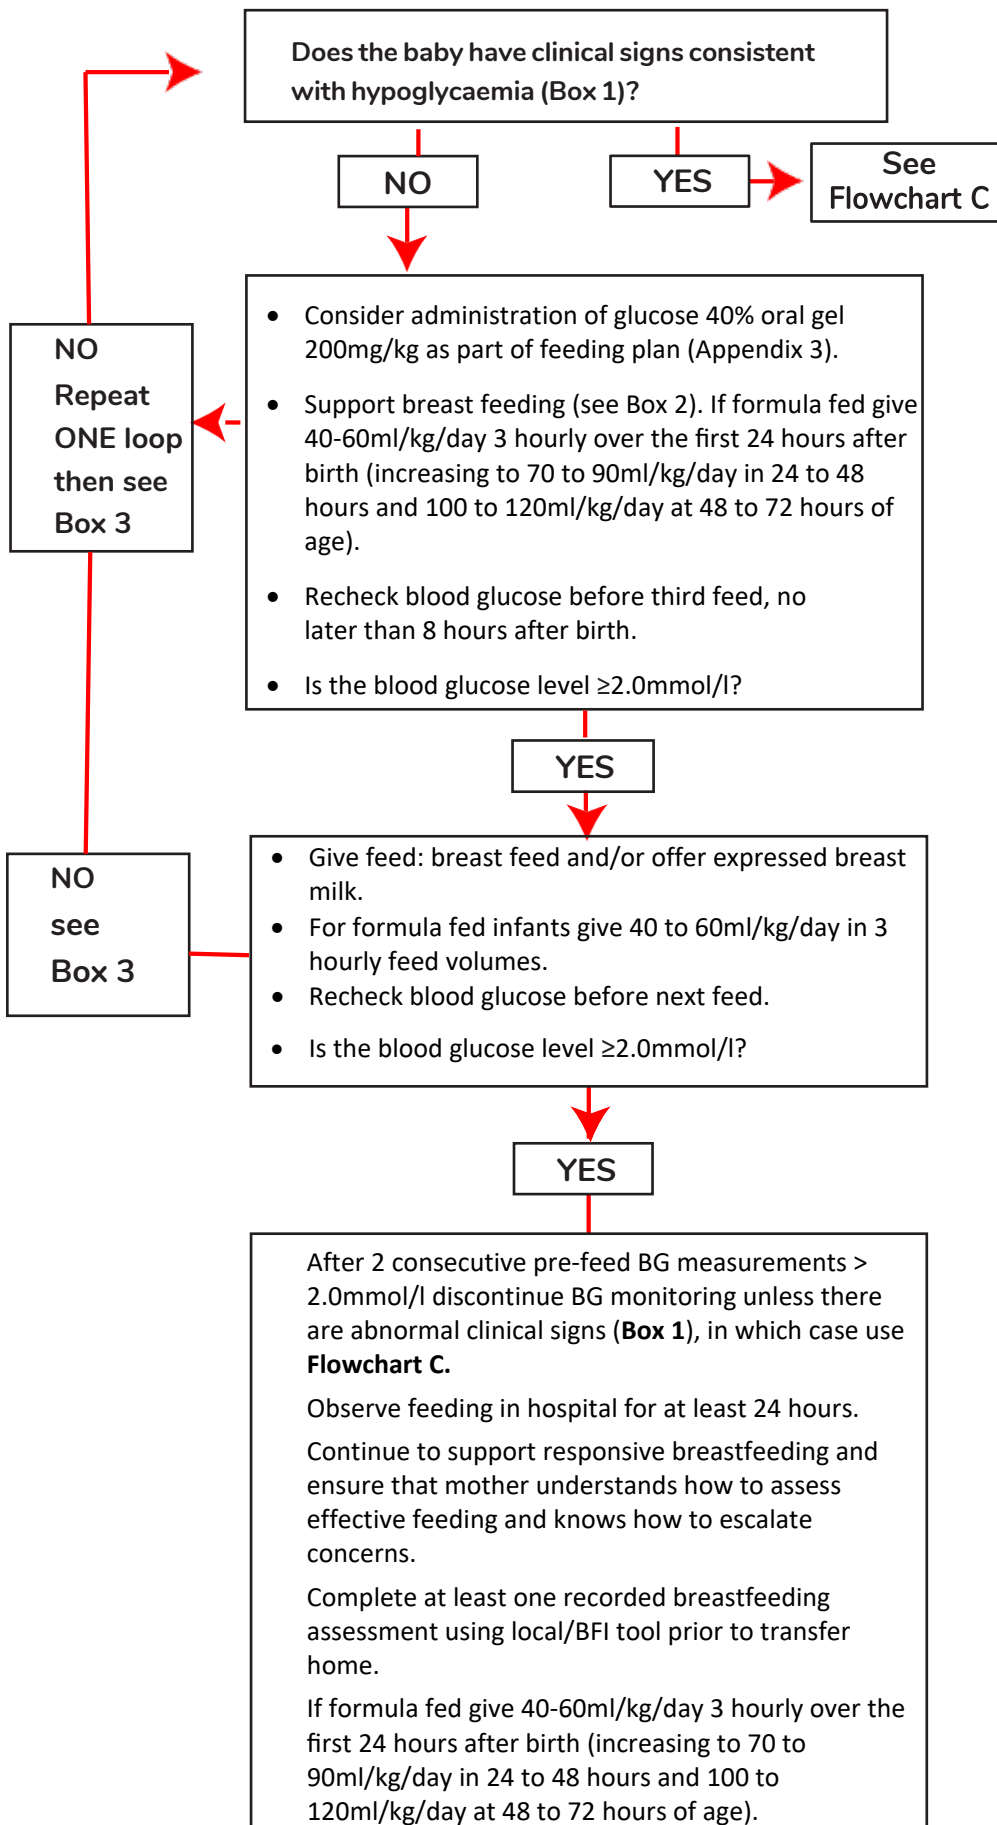 Does the baby have clinical signs consistent
with hypoglycaemia (Box 1)?
NO
YES
See
Flowchart C
• Consider administration of glucose 40% oral gel
200mg/kg as part of feeding plan (Appendix 3).
• Support breast feeding (see Box 2). If formula fed give
40-60ml/kg/day 3 hourly over the first 24 hours after
birth (increasing to 70 to 90ml/kg/day in 24 to 48
hours and 100 to 120ml/kg/day at 48 to 72 hours of
age).
• Recheck blood glucose before third feed, no
later than 8 hours after birth.
• Is the blood glucose level ≥2.0mmol/l?
NO
Repeat
ONE loop
then see
Box 3
YES
• Give feed: breast feed and/or offer expressed breast
milk.
• For formula fed infants give 40 to 60ml/kg/day in 3
hourly feed volumes.
• Recheck blood glucose before next feed.
• Is the blood glucose level ≥2.0mmol/l?
NO
see
Box 3
YES
After 2 consecutive pre-feed BG measurements >
2.0mmol/l discontinue BG monitoring unless there
are abnormal clinical signs (Box 1), in which case use
Flowchart C.
Observe feeding in hospital for at least 24 hours.
Continue to support responsive breastfeeding and
ensure that mother understands how to assess
effective feeding and knows how to escalate
concerns.
Complete at least one recorded breastfeeding
assessment using local/BFI tool prior to transfer
home.
If formula fed give 40-60ml/kg/day 3 hourly over the
first 24 hours after birth (increasing to 70 to
90ml/kg/day in 24 to 48 hours and 100 to
120ml/kg/day at 48 to 72 hours of age).